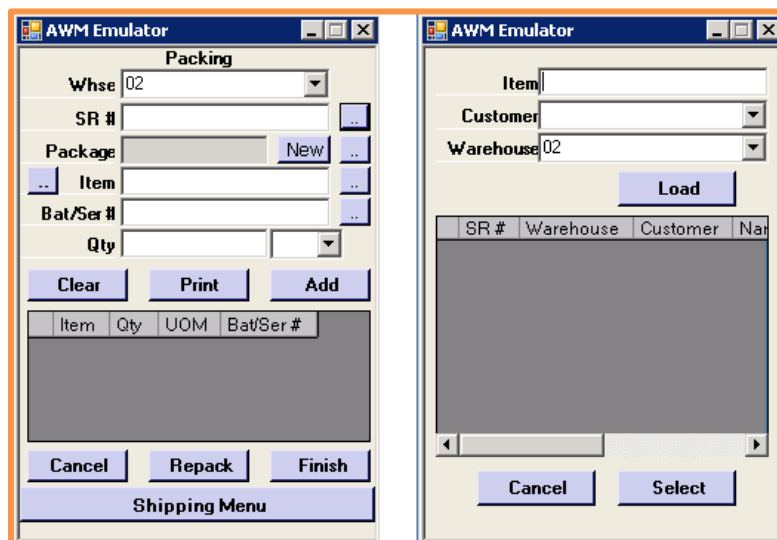 AWM Emulator
Packing
Whse 02
SR #
..
Package
New
..
..
Item
..
Bat/Ser #
..
Qty
Clear Print Add
Item Qty UOM Bat/Ser #
Cancel Repack Finish
Shipping Menu
AWM Emulator
Item
Customer
Warehouse 02
Load
SR # Warehouse Customer Nar
Cancel Select